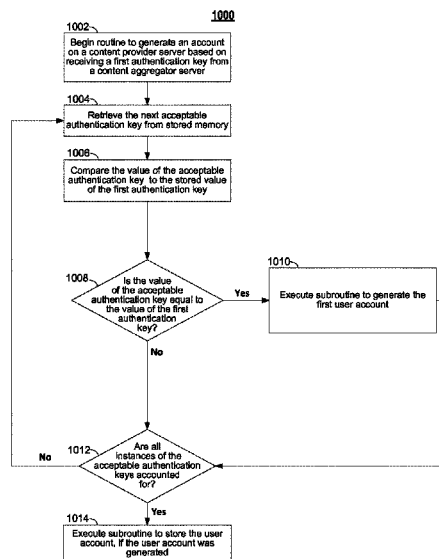 1000
1002
Begin routine to generate an account
on a content provider server based on
receiving a first authentication key from
a content aggregator server
1004
Retrieve the next acceptable
authentication key from stored memory
1006
Compare the value of the acceptable
authentication key to the stored value
of the first authentication key
1008
Is the value
of the acceptable
authentication key equal to
the value of the first
authentication
key?
Yes
1010
Execute subroutine to generate the
first user account
No
1012
Are all
instances of the
acceptable authentication
keys accounted
for?
No
Yes
1014
Execute subroutine to store the user
account, if the user account was
generated